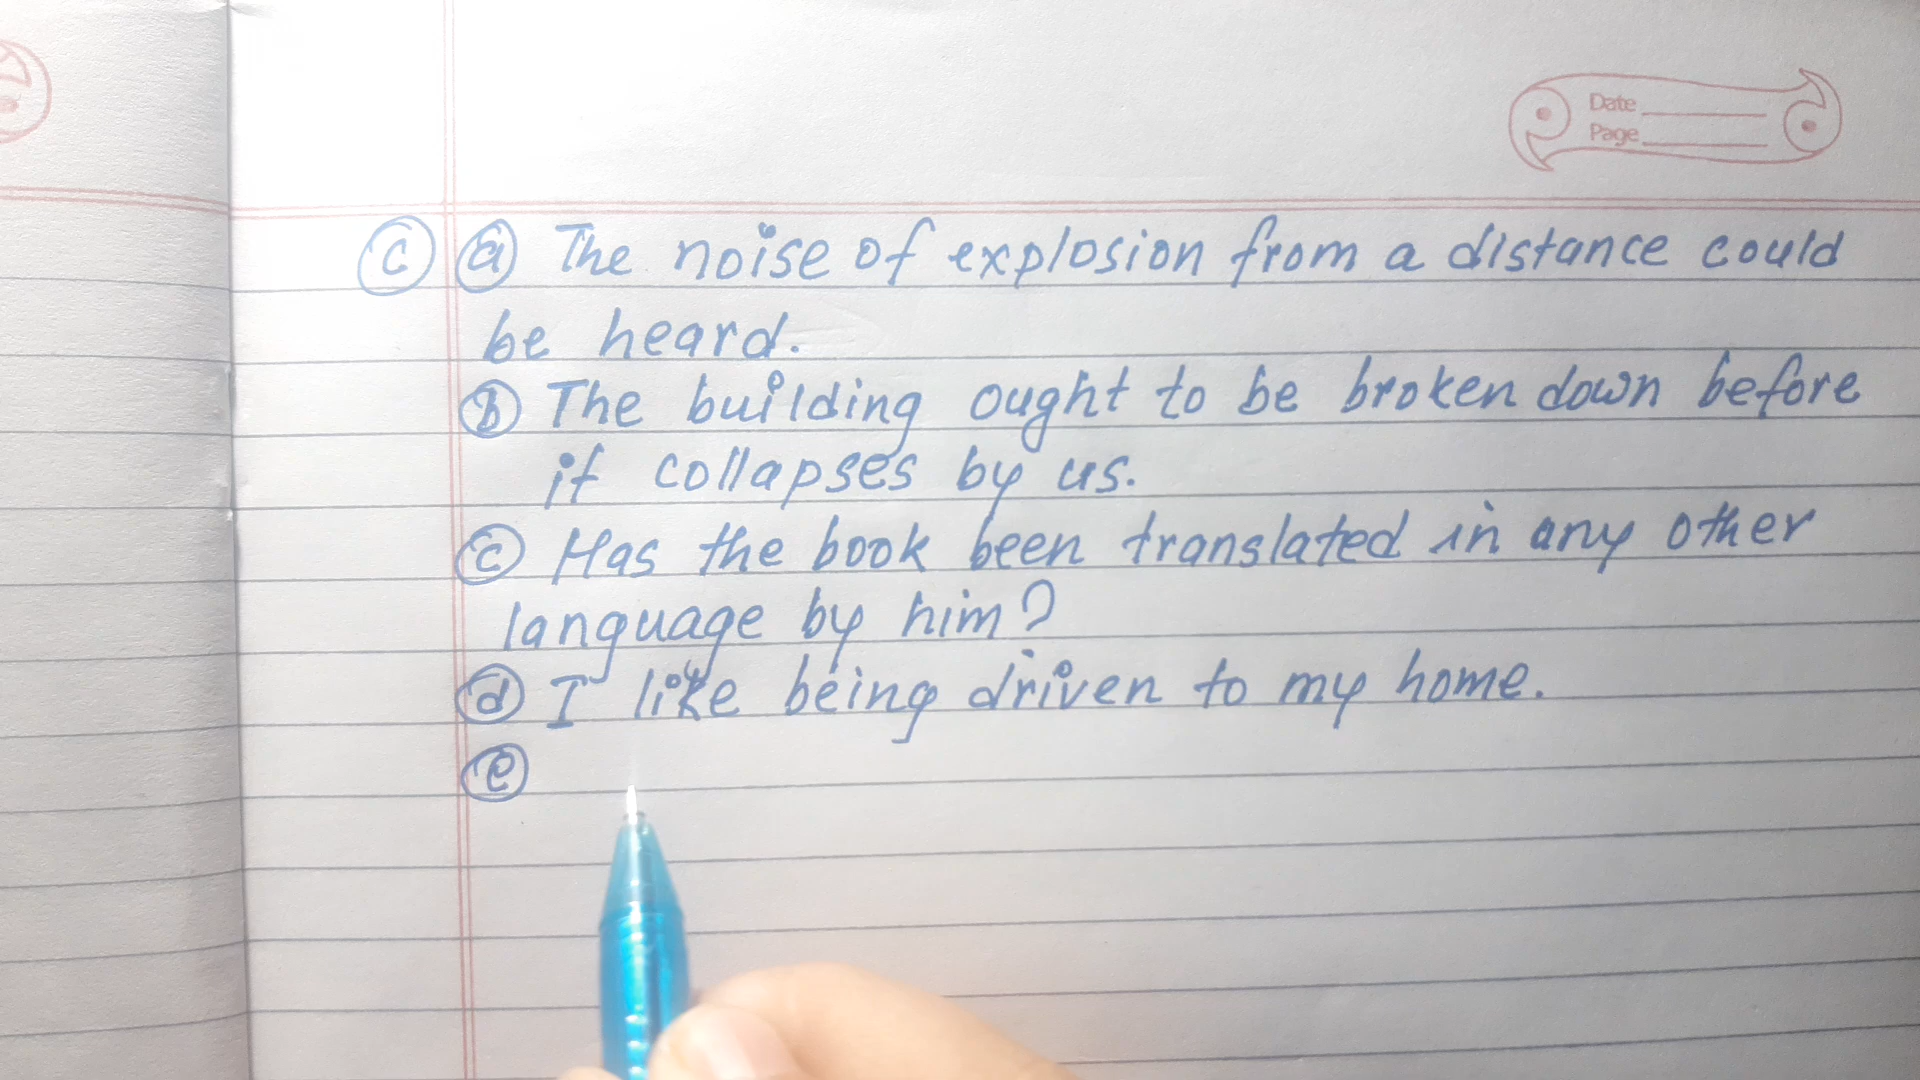 Date
Page
C a The noise of explosion from a distance could
be heard.
b The building ought to be broken down before
it collapses by us.
c Has the book been translated in any other
language by him?
d I like being driven to my home.
e